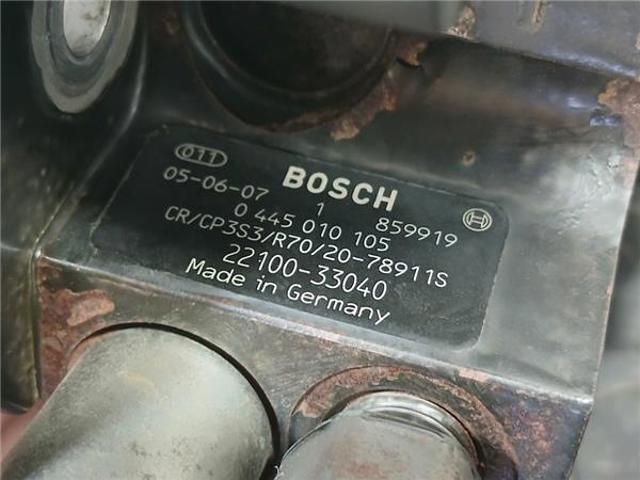 011 BOSCH
05-06-07 1 859919
0 445 010 105
CR/CP3S3/R70/20-78911S
22100-33040
Made in Germany